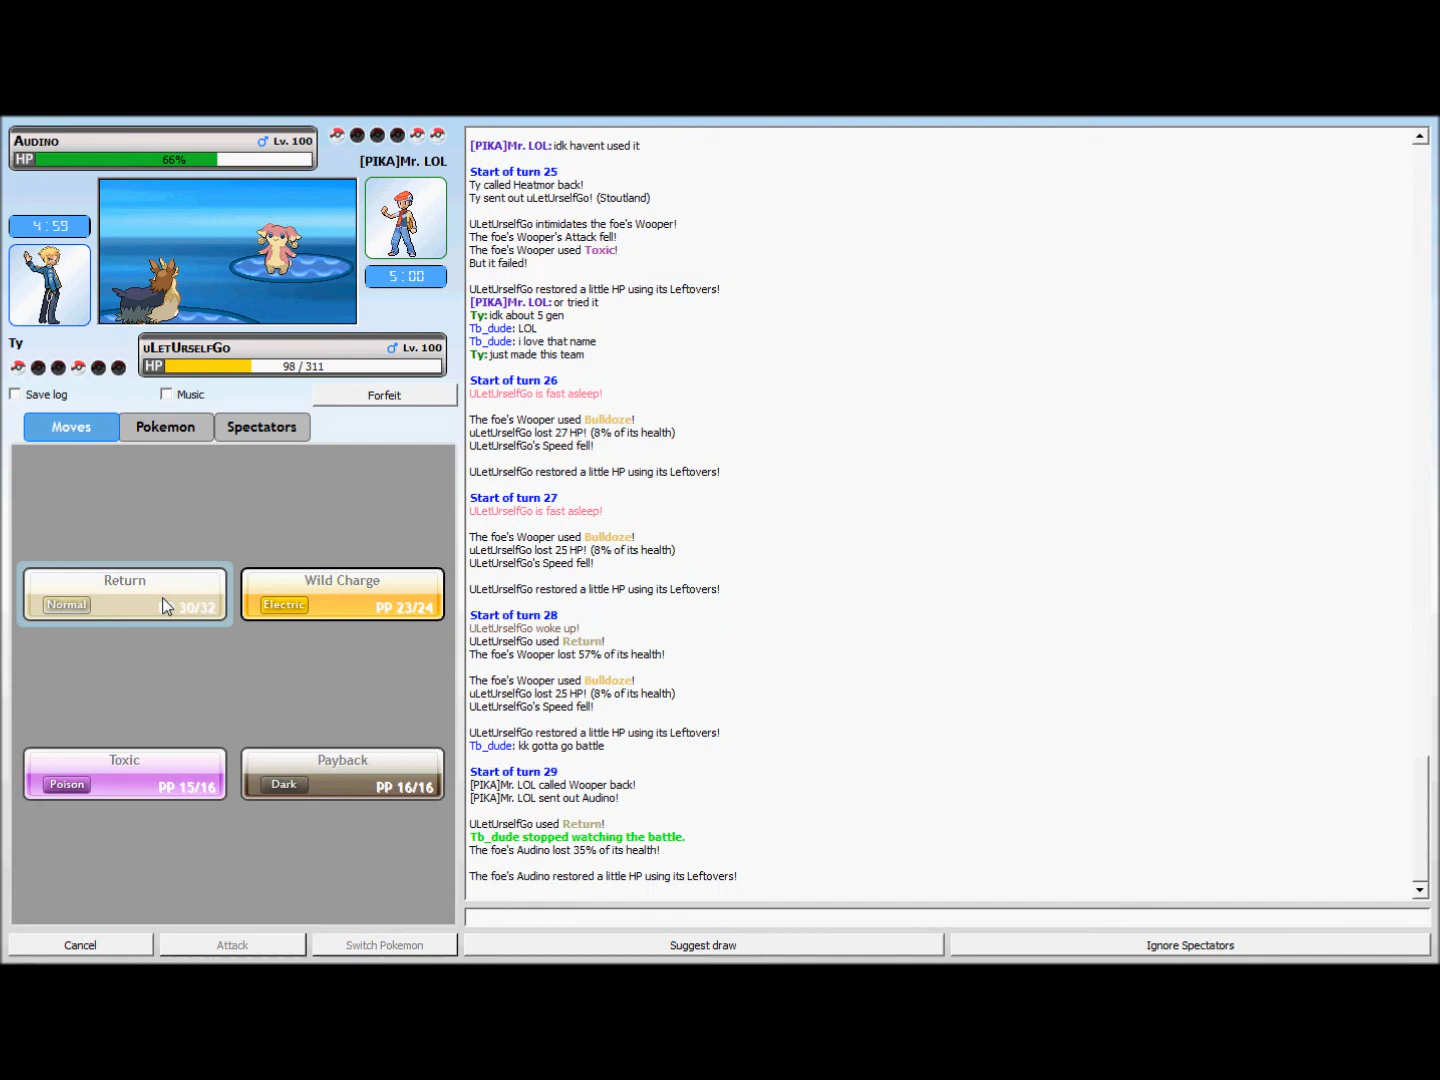 AUDINO ♂ Lv. 100
HP 66%
[PIKA]Mr. LOL
4:59
5:00
Ty
uLetUrselfGo ♂ Lv. 100
HP 98 / 311
Save log
Music
Forfeit
Moves
Pokemon
Spectators
Return
Normal 30/32
Wild Charge
Electric PP 23/24
Toxic
Poison PP 15/16
Payback
Dark PP 16/16
Cancel
Attack
Switch Pokemon
[PIKA]Mr. LOL: idk havent used it
Start of turn 25
Ty called Heatmor back!
Ty sent out uLetUrselfGo! (Stoutland)
ULetUrselfGo intimidates the foe's Wooper!
The foe's Wooper's Attack fell!
The foe's Wooper used Toxic!
But it failed!
ULetUrselfGo restored a little HP using its Leftovers!
[PIKA]Mr. LOL: or tried it
Ty: idk about 5 gen
Tb_dude: LOL
Tb_dude: i love that name
Ty: just made this team
Start of turn 26
ULetUrselfGo is fast asleep!
The foe's Wooper used Bulldoze!
uLetUrselfGo lost 27 HP! (8% of its health)
ULetUrselfGo's Speed fell!
ULetUrselfGo restored a little HP using its Leftovers!
Start of turn 27
ULetUrselfGo is fast asleep!
The foe's Wooper used Bulldoze!
uLetUrselfGo lost 25 HP! (8% of its health)
ULetUrselfGo's Speed fell!
ULetUrselfGo restored a little HP using its Leftovers!
Start of turn 28
ULetUrselfGo woke up!
ULetUrselfGo used Return!
The foe's Wooper lost 57% of its health!
The foe's Wooper used Bulldoze!
uLetUrselfGo lost 25 HP! (8% of its health)
ULetUrselfGo's Speed fell!
ULetUrselfGo restored a little HP using its Leftovers!
Tb_dude: kk gotta go battle
Start of turn 29
[PIKA]Mr. LOL called Wooper back!
[PIKA]Mr. LOL sent out Audino!
ULetUrselfGo used Return!
Tb_dude stopped watching the battle.
The foe's Audino lost 35% of its health!
The foe's Audino restored a little HP using its Leftovers!
Suggest draw
Ignore Spectators